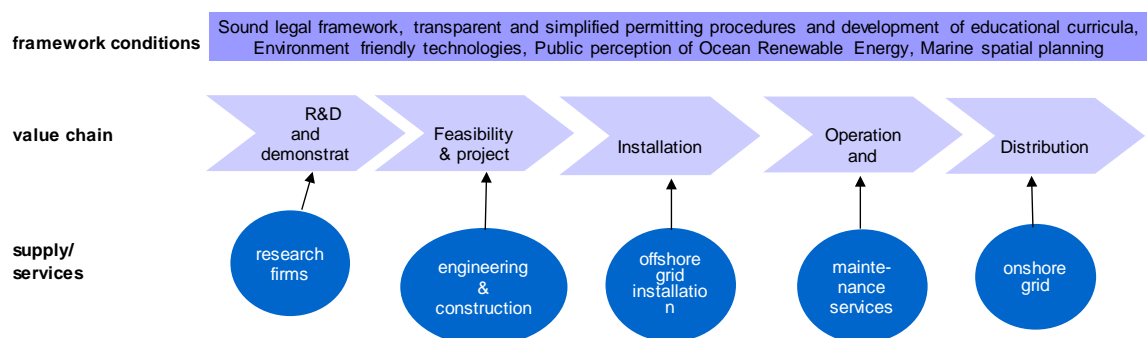 framework conditions
Sound legal framework, transparent and simplified permitting procedures and development of educational curricula,
Environment friendly technologies, Public perception of Ocean Renewable Energy, Marine spatial planning
value chain
R&D
and
demonstrat
Feasibility
& project
Installation
Operation
and
Distribution
supply/
services
research
firms
engineering
&
construction
offshore
grid
installatio
n
mainte-
nance
services
onshore
grid